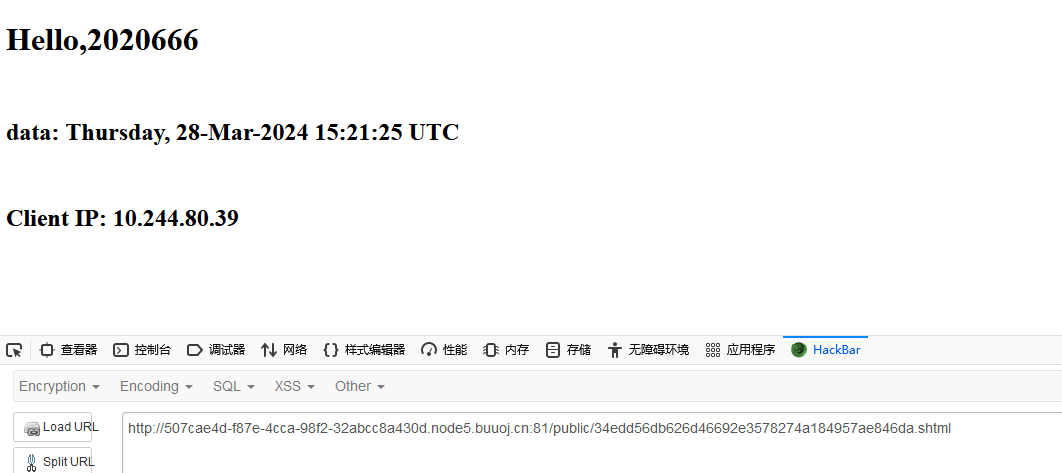 Hello,2020666
data: Thursday, 28-Mar-2024 15:21:25 UTC
Client IP: 10.244.80.39
查看器 控制台 调试器 网络 样式编辑器 性能 内存 存储 无障碍环境 应用程序 HackBar
Encryption Encoding SQL XSS Other
Load URL http://507cae4d-f87e-4cca-98f2-32abcc8a430d.node5.buuoj.cn:81/public/34edd56db626d46692e3578274a184957ae846da.shtml
Split URL